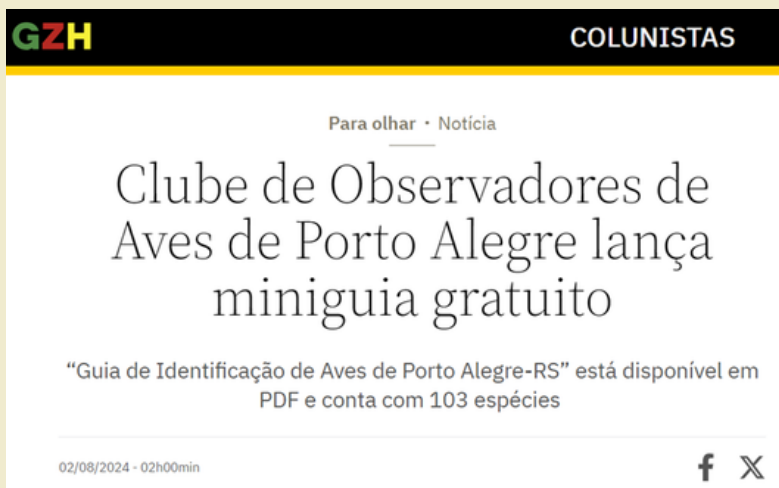 GZH
COLUNISTAS
Para olhar • Notícia
Clube de Observadores de
Aves de Porto Alegre lança
miniguia gratuito
“Guia de Identificação de Aves de Porto Alegre-RS” está disponível em
PDF e conta com 103 espécies
02/08/2024 - 02h00min